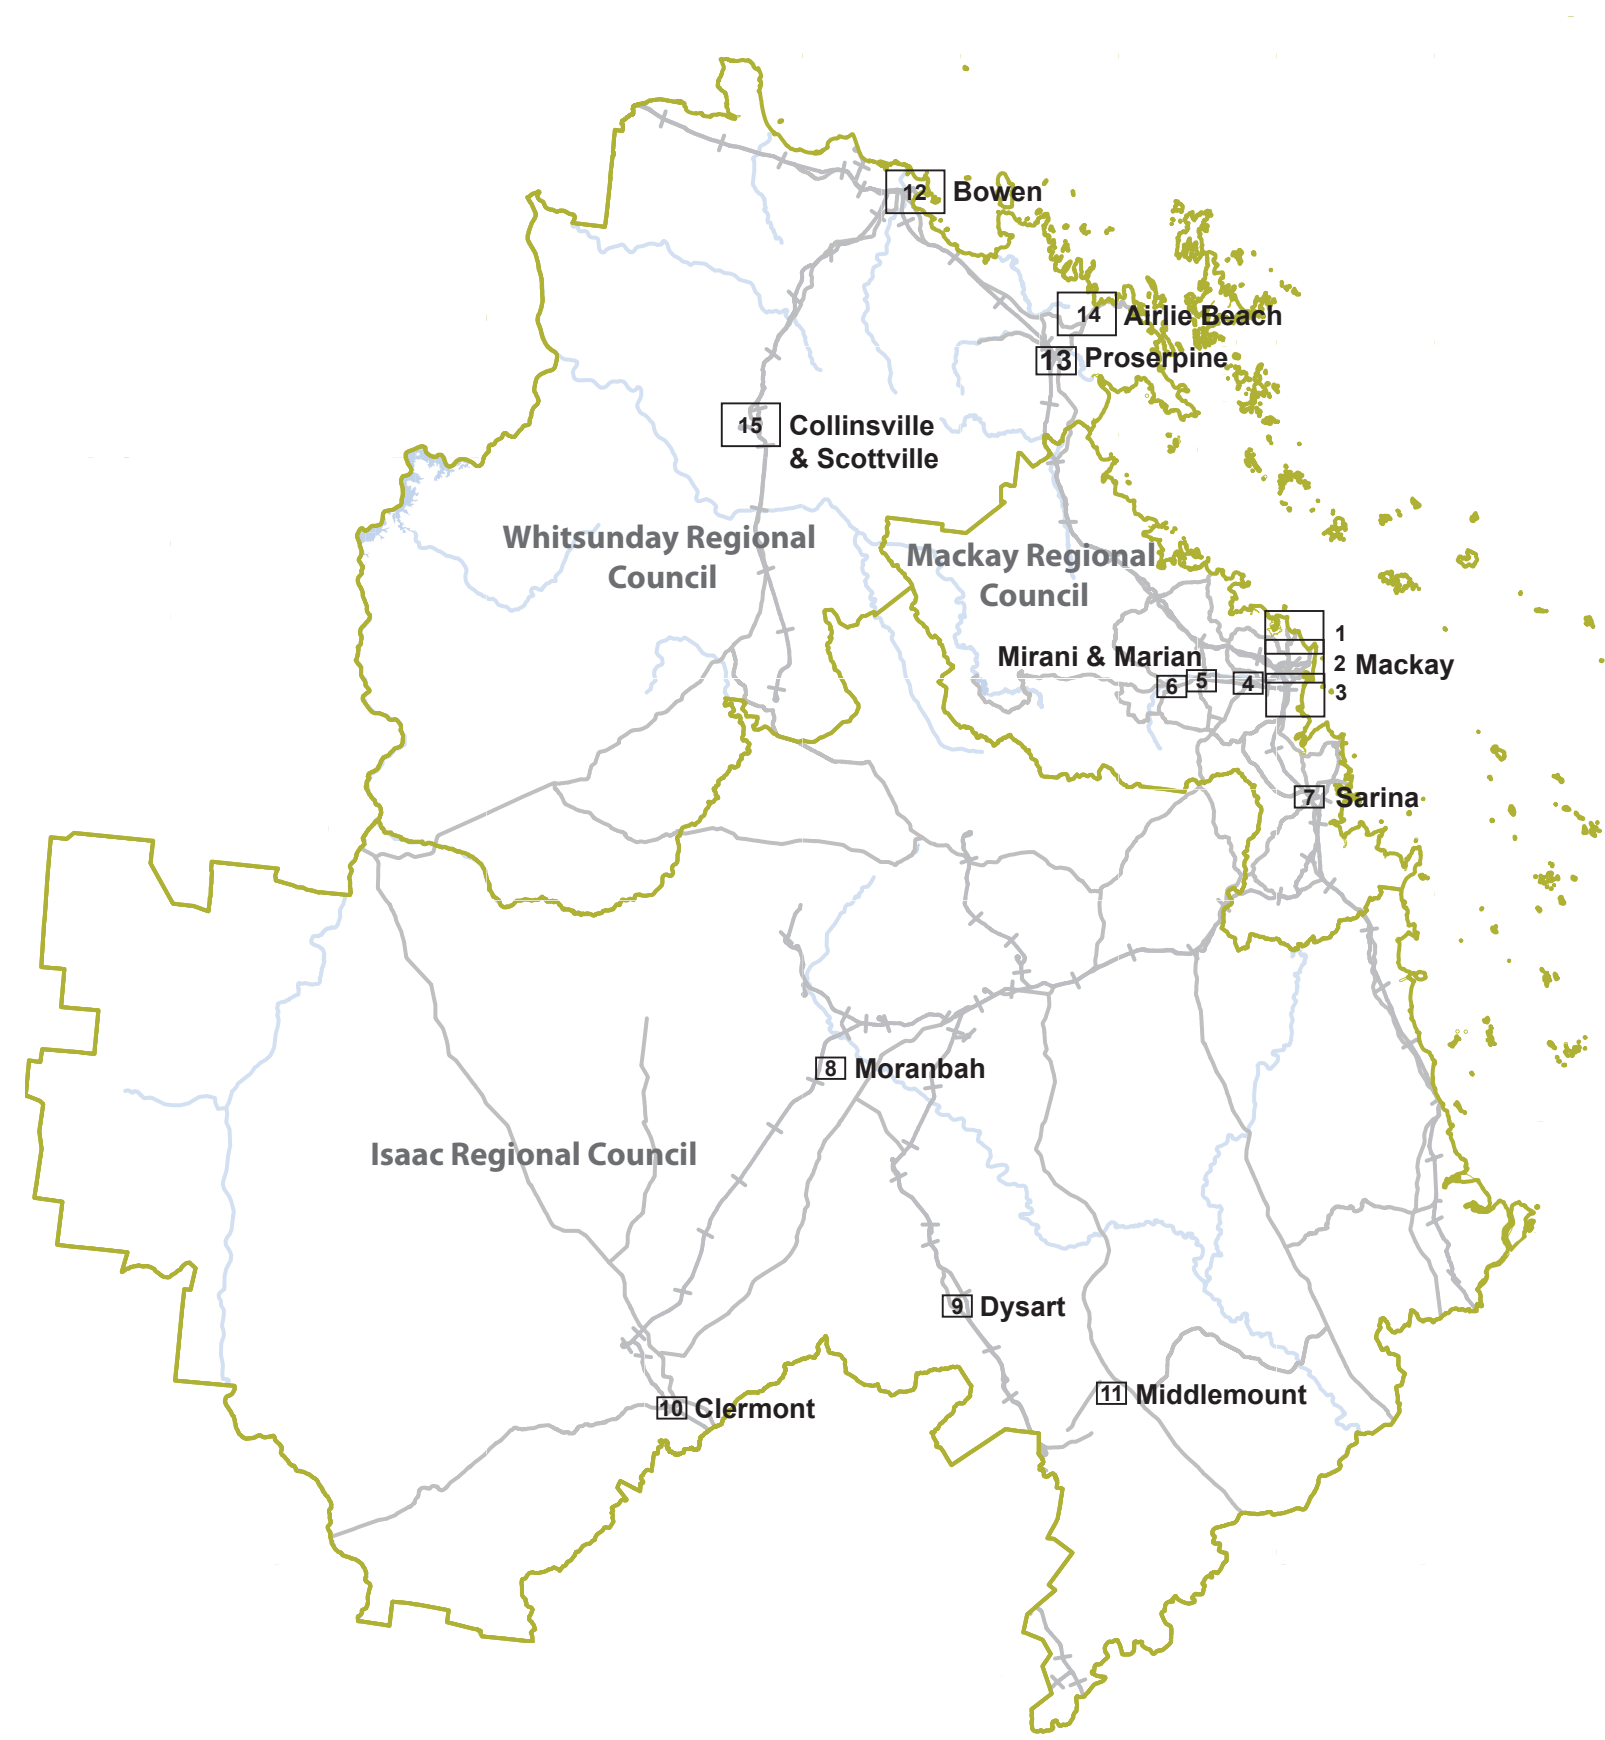 12 Bowen
14 Airlie Beach
13 Proserpine
15 Collinsville
& Scottville
Whitsunday Regional
Council
Mackay Regional
Council
1
2 Mackay
3
Mirani & Marian
6 5 4
7 Sarina
8 Moranbah
Isaac Regional Council
9 Dysart
11 Middlemount
10 Clermont